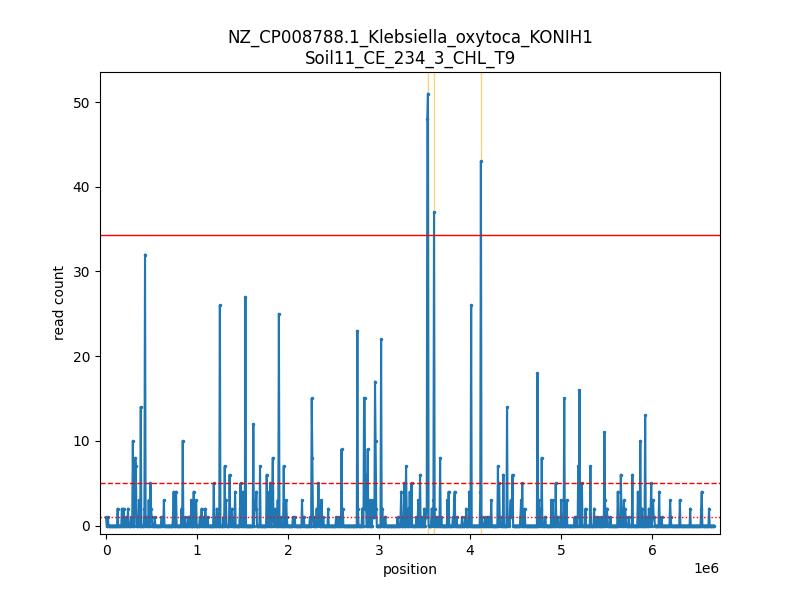 NZ_CP008788.1_Klebsiella_oxytoca_KONIH1
Soil11_CE_234_3_CHL_T9
50
40
30
20
10
0
read count
0 1 2 3 4 5 6
1e6
position